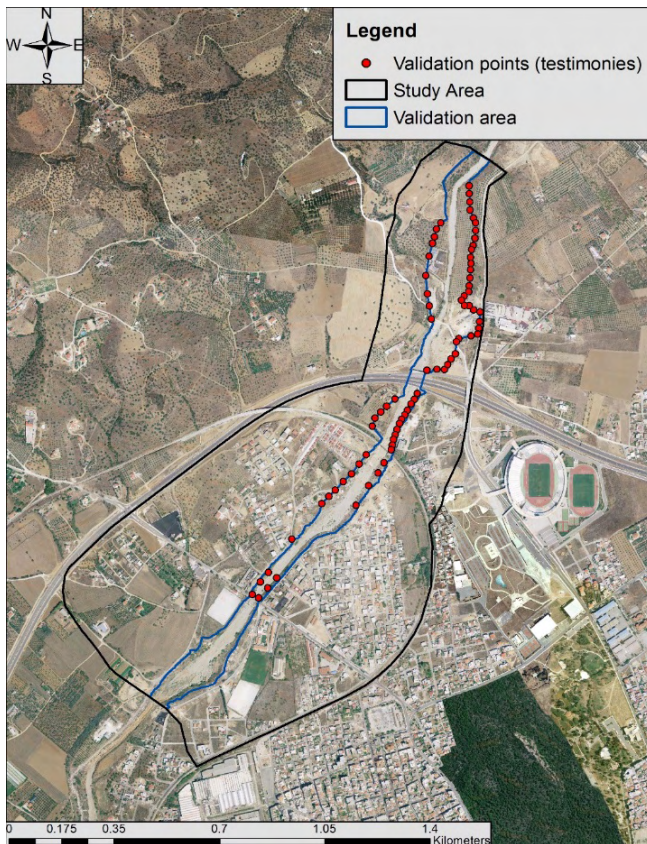 N
W E
S
Legend
Validation points (testimonies)
Study Area
Validation area
0 0.175 0.35 0.7 1.05 1.4
Kilometers